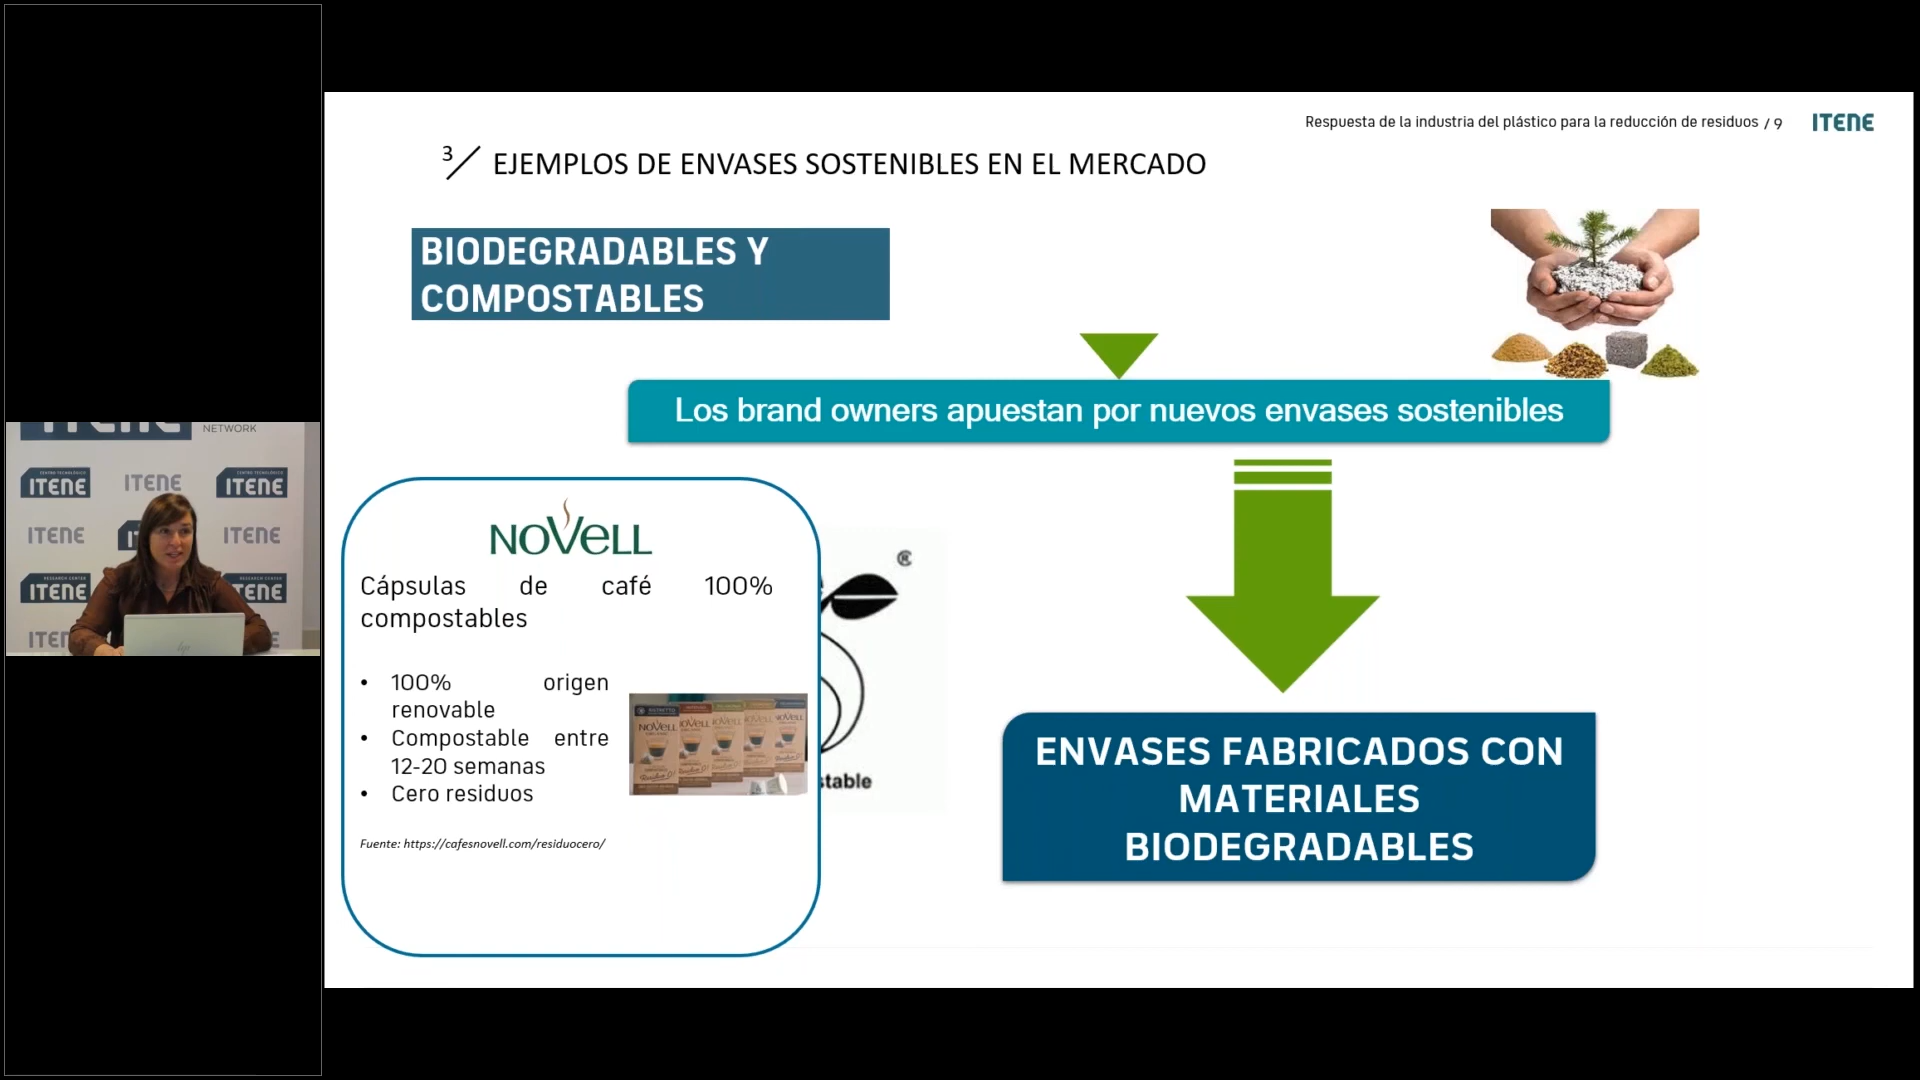 Respuesta de la industria del plástico para la reducción de residuos / 9
ITENE
3/ EJEMPLOS DE ENVASES SOSTENIBLES EN EL MERCADO
BIODEGRADABLES Y
COMPOSTABLES
Los brand owners apuestan por nuevos envases sostenibles
NOVELL
Cápsulas de café 100%
compostables
• 100% origen
renovable
• Compostable entre
12-20 semanas
• Cero residuos
Fuente: https://cafesnovell.com/residuocero/
®
stable
ENVASES FABRICADOS CON
MATERIALES
BIODEGRADABLES
NETWORK
ITENE
ITENE
ITENE
ITENE
ITENE
ITENE